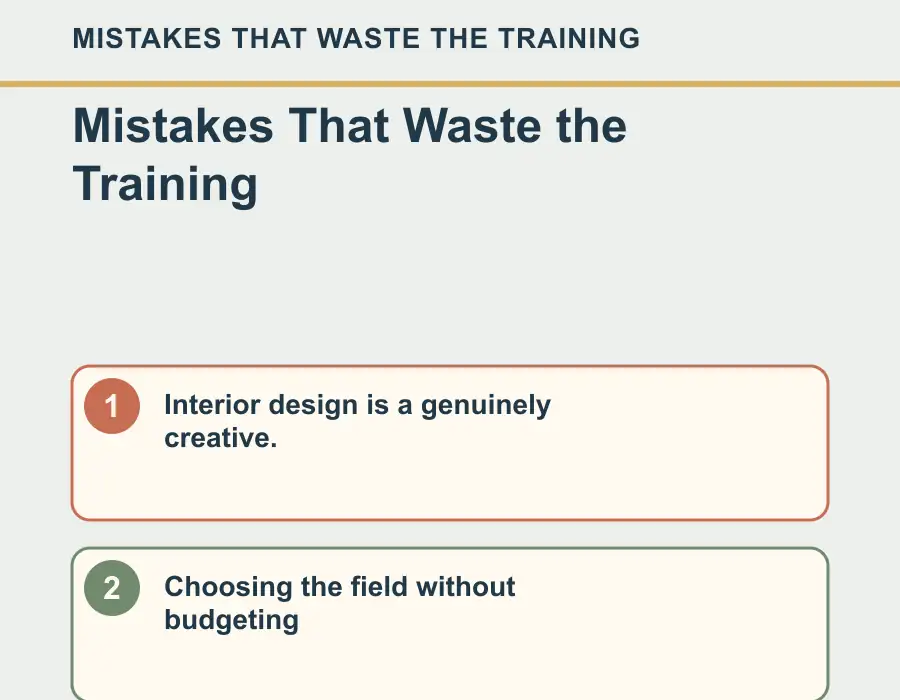 MISTAKES THAT WASTE THE TRAINING
Mistakes That Waste the
Training
1
Interior design is a genuinely
creative.
2
Choosing the field without
budgeting